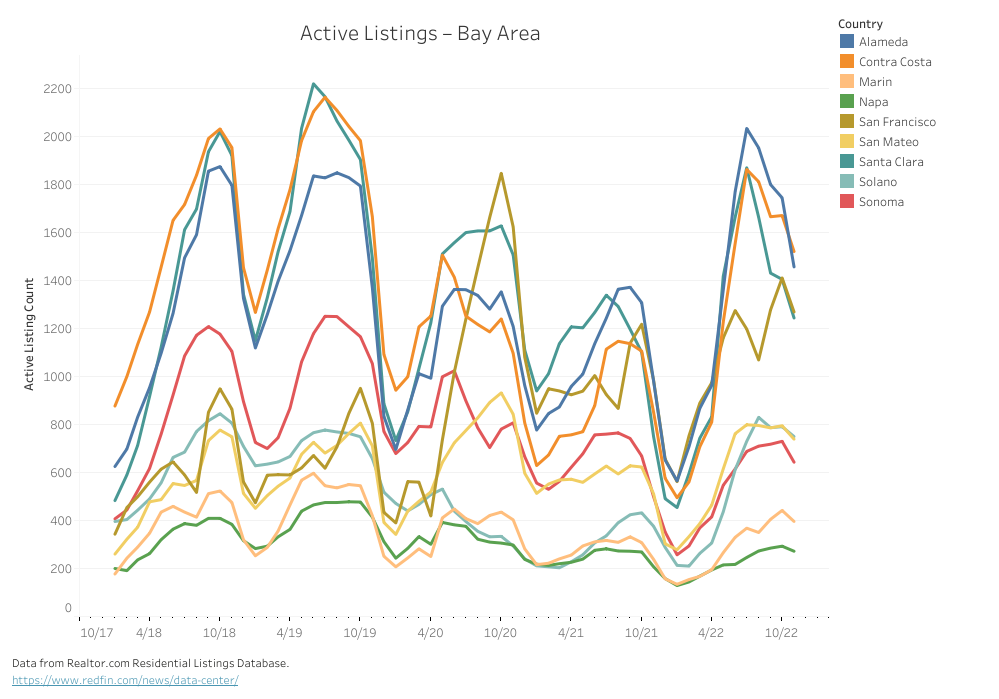 Active Listings – Bay Area
Country
Alameda
Contra Costa
Marin
Napa
San Francisco
San Mateo
Santa Clara
Solano
Sonoma
Active Listing Count
2200
2000
1800
1600
1400
1200
1000
800
600
400
200
0
10/17 4/18 10/18 4/19 10/19 4/20 10/20 4/21 10/21 4/22 10/22
Data from Realtor.com Residential Listings Database.
https://www.redfin.com/news/data-center/